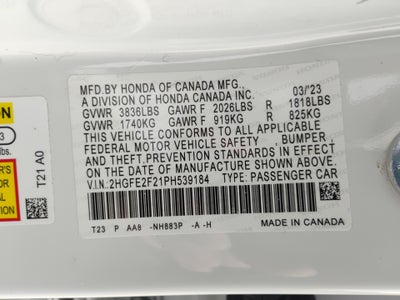 MFD.BY HONDA OF CANADA MFG.,
A DIVISION OF HONDA CANADA INC. 03/'23
GVWR 3836LBS GAWR F 2026LBS R 1818LBS
GVWR 1740KG GAWR F 919KG R 825KG
THIS VEHICLE CONFORMS TO ALL APPLICABLE
FEDERAL MOTOR VEHICLE SAFETY, BUMPER,
AND THEFT PREVENTION STANDARDS IN EFFECT
ON THE DATE OF MANUFACTURE SHOWN ABOVE.
V.I.N:2HGFE2F21PH539184 TYPE: PASSENGER CAR
T23 P AA8 -NH883P -A -H
MADE IN CANADA
ON
3
lbs.
T21 A0